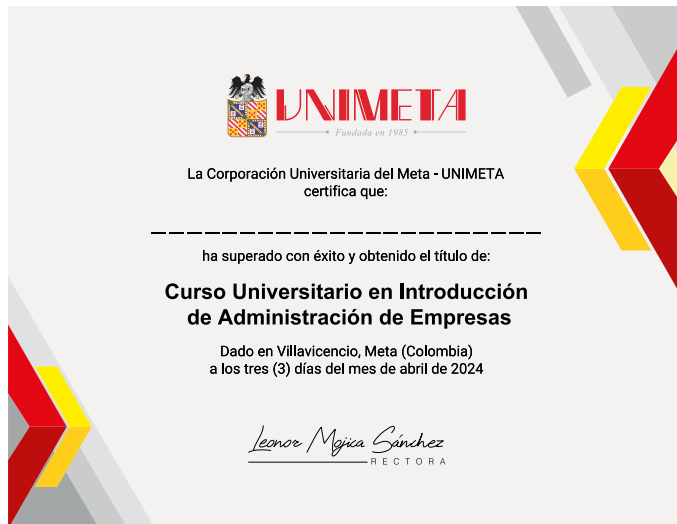 UNIMETA
Fundada en 1985
La Corporación Universitaria del Meta - UNIMETA
certifica que:
ha superado con éxito y obtenido el título de:
Curso Universitario en Introducción
de Administración de Empresas
Dado en Villavicencio, Meta (Colombia)
a los tres (3) días del mes de abril de 2024
Leonor Mojica Sánchez
RECTORA